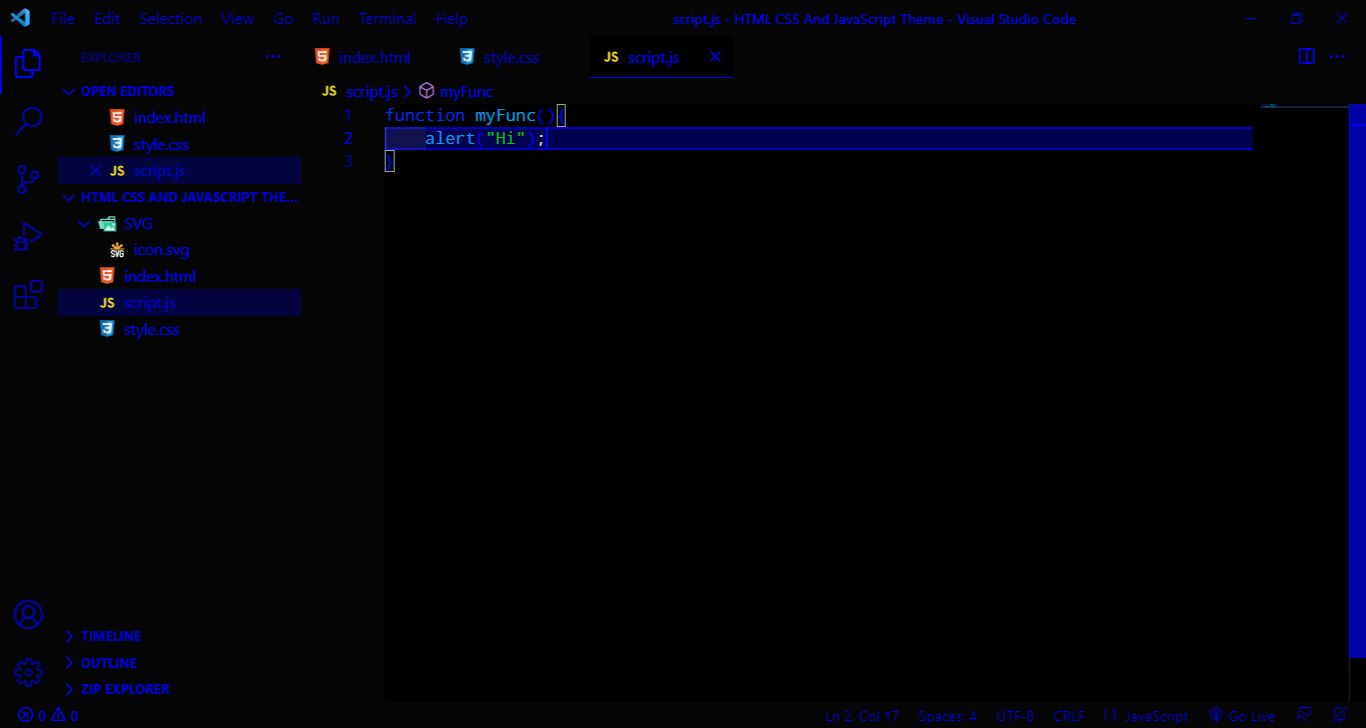 File Edit Selection View Go Run Terminal Help script.js - HTML CSS And JavaScript Theme - Visual Studio Code
EXPLORER
OPEN EDITORS
index.html
style.css
JS script.js
HTML CSS AND JAVASCRIPT THE...
SVG
SVG icon.svg
index.html
JS script.js
style.css
TIMELINE
OUTLINE
ZIP EXPLORER
index.html style.css JS script.js
JS script.js > myFunc
1 function myFunc(){
2 alert("Hi");
3 }
0 0 Ln 2, Col 17 Spaces: 4 UTF-8 CRLF {} JavaScript Go Live